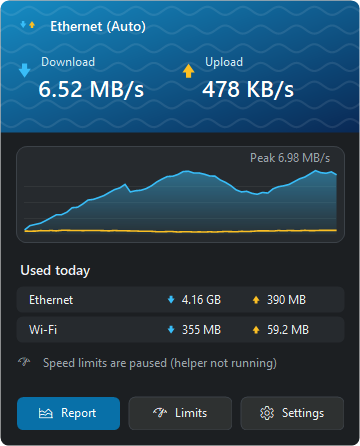 Ethernet (Auto)
Download Upload
6.52 MB/s 478 KB/s
Peak 6.98 MB/s
Used today
Ethernet 4.16 GB 390 MB
Wi-Fi 355 MB 59.2 MB
Speed limits are paused (helper not running)
Report Limits Settings